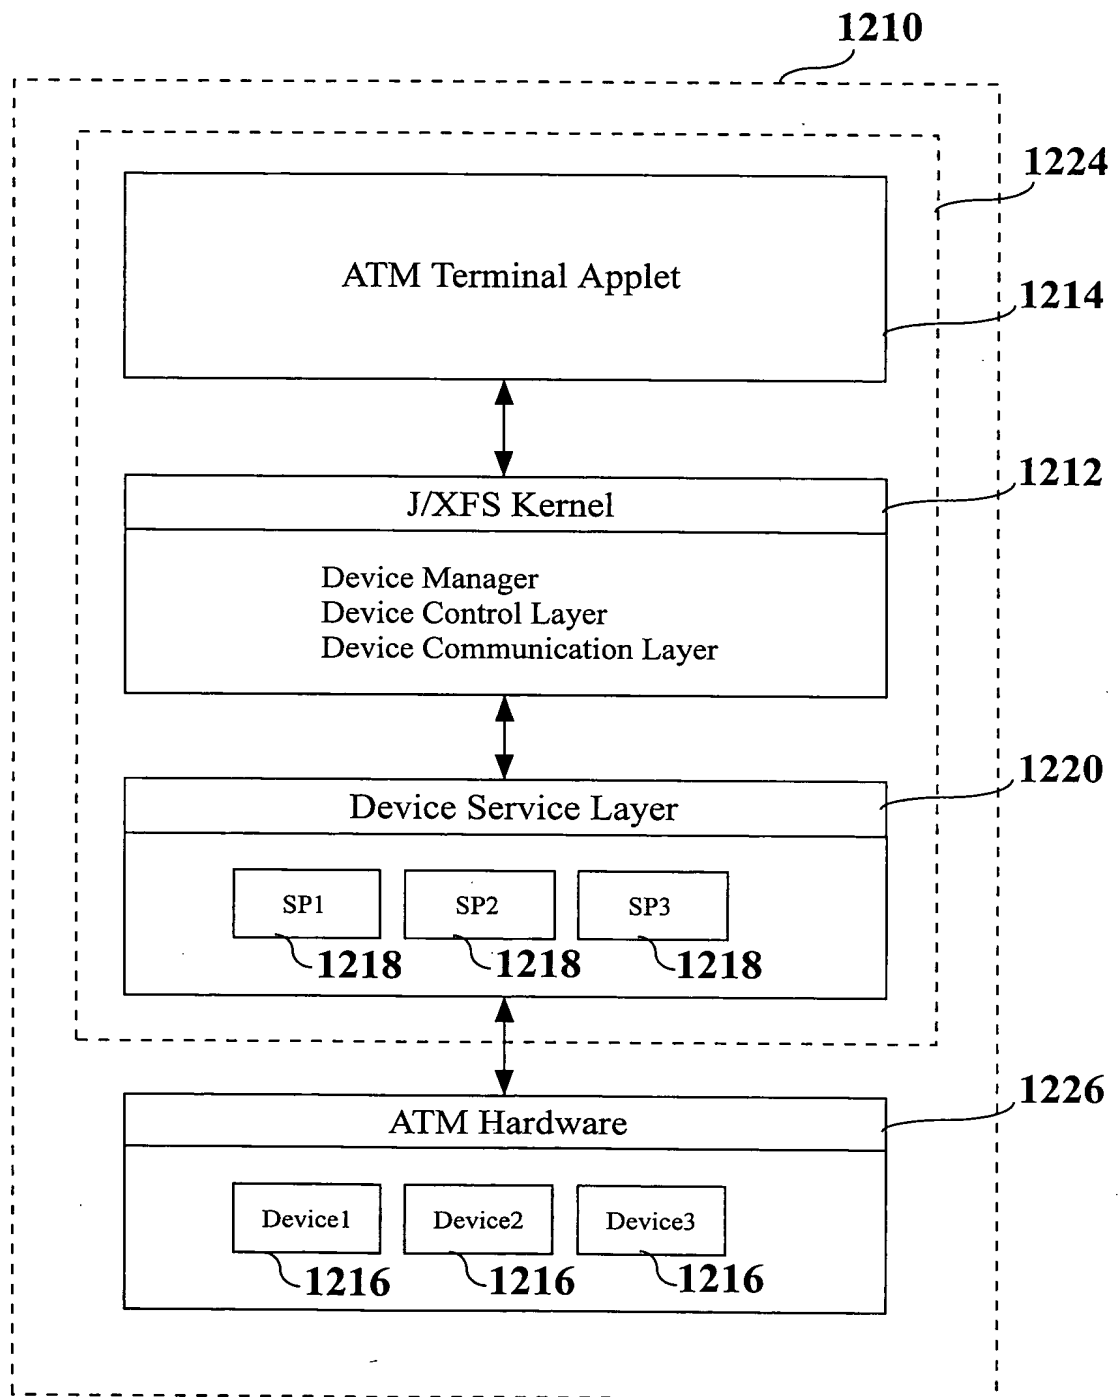 1210
1224
ATM Terminal Applet
1214
1212
J/XFS Kernel
Device Manager
Device Control Layer
Device Communication Layer
1220
Device Service Layer
SP1 SP2 SP3
1218 1218 1218
1226
ATM Hardware
Device1 Device2 Device3
1216 1216 1216